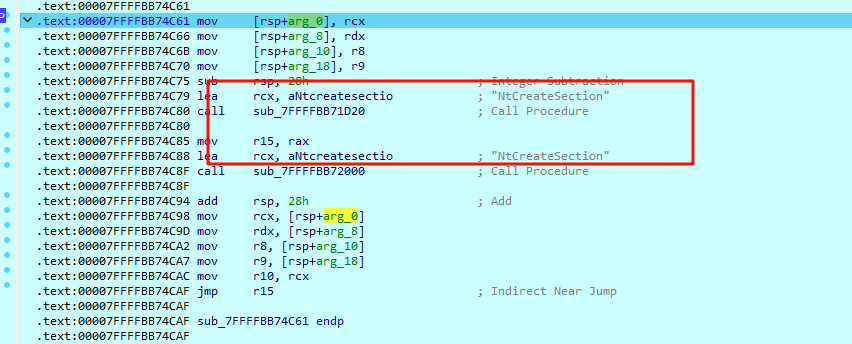 .text:00007FFFFBB74C61
.text:00007FFFFBB74C61 mov [rsp+arg_0], rcx
.text:00007FFFFBB74C66 mov [rsp+arg_8], rdx
.text:00007FFFFBB74C6B mov [rsp+arg_10], r8
.text:00007FFFFBB74C70 mov [rsp+arg_18], r9
.text:00007FFFFBB74C75 sub rsp, 28h ; Integer Subtraction
.text:00007FFFFBB74C79 lea rcx, aNtcreatesectio ; "NtCreateSection"
.text:00007FFFFBB74C80 call sub_7FFFFBB71D20 ; Call Procedure
.text:00007FFFFBB74C80
.text:00007FFFFBB74C85 mov r15, rax
.text:00007FFFFBB74C88 lea rcx, aNtcreatesectio ; "NtCreateSection"
.text:00007FFFFBB74C8F call sub_7FFFFBB72000 ; Call Procedure
.text:00007FFFFBB74C8F
.text:00007FFFFBB74C94 add rsp, 28h ; Add
.text:00007FFFFBB74C98 mov rcx, [rsp+arg_0]
.text:00007FFFFBB74C9D mov rdx, [rsp+arg_8]
.text:00007FFFFBB74CA2 mov r8, [rsp+arg_10]
.text:00007FFFFBB74CA7 mov r9, [rsp+arg_18]
.text:00007FFFFBB74CAC mov r10, rcx
.text:00007FFFFBB74CAF jmp r15 ; Indirect Near Jump
.text:00007FFFFBB74CAF
.text:00007FFFFBB74CAF sub_7FFFFBB74C61 endp
.text:00007FFFFBB74CAF